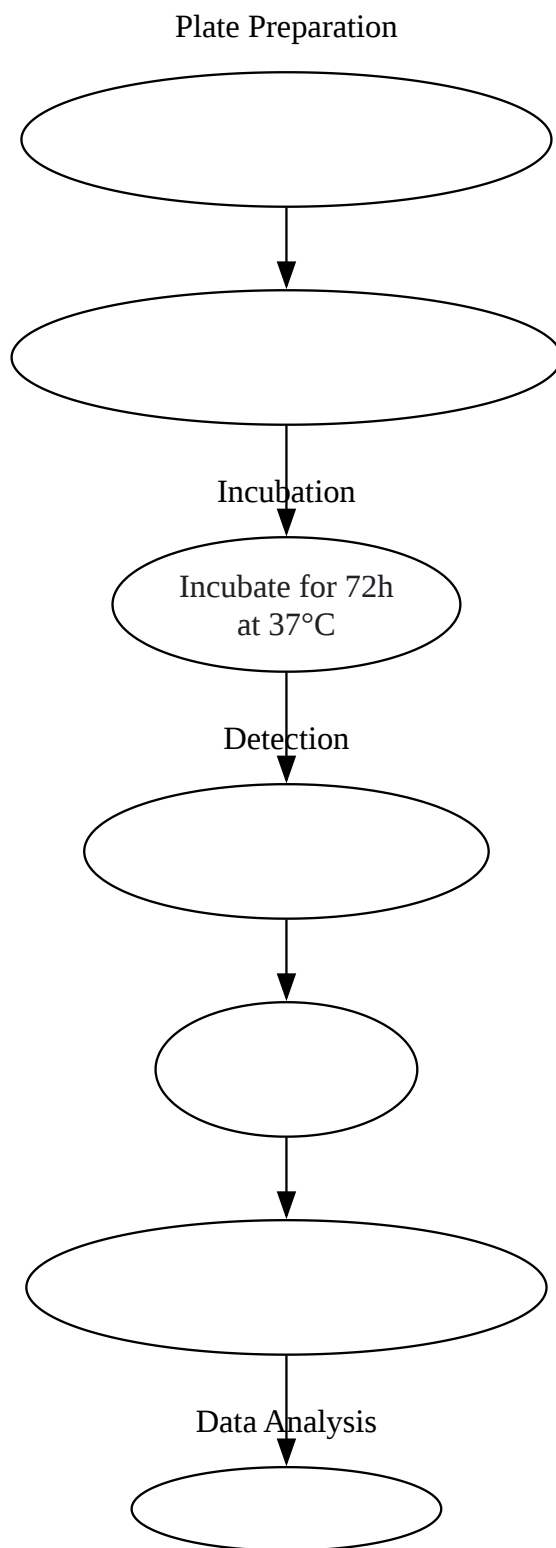 Plate Preparation
Incubation
Incubate for 72h
at 37°C
Detection
Data Analysis